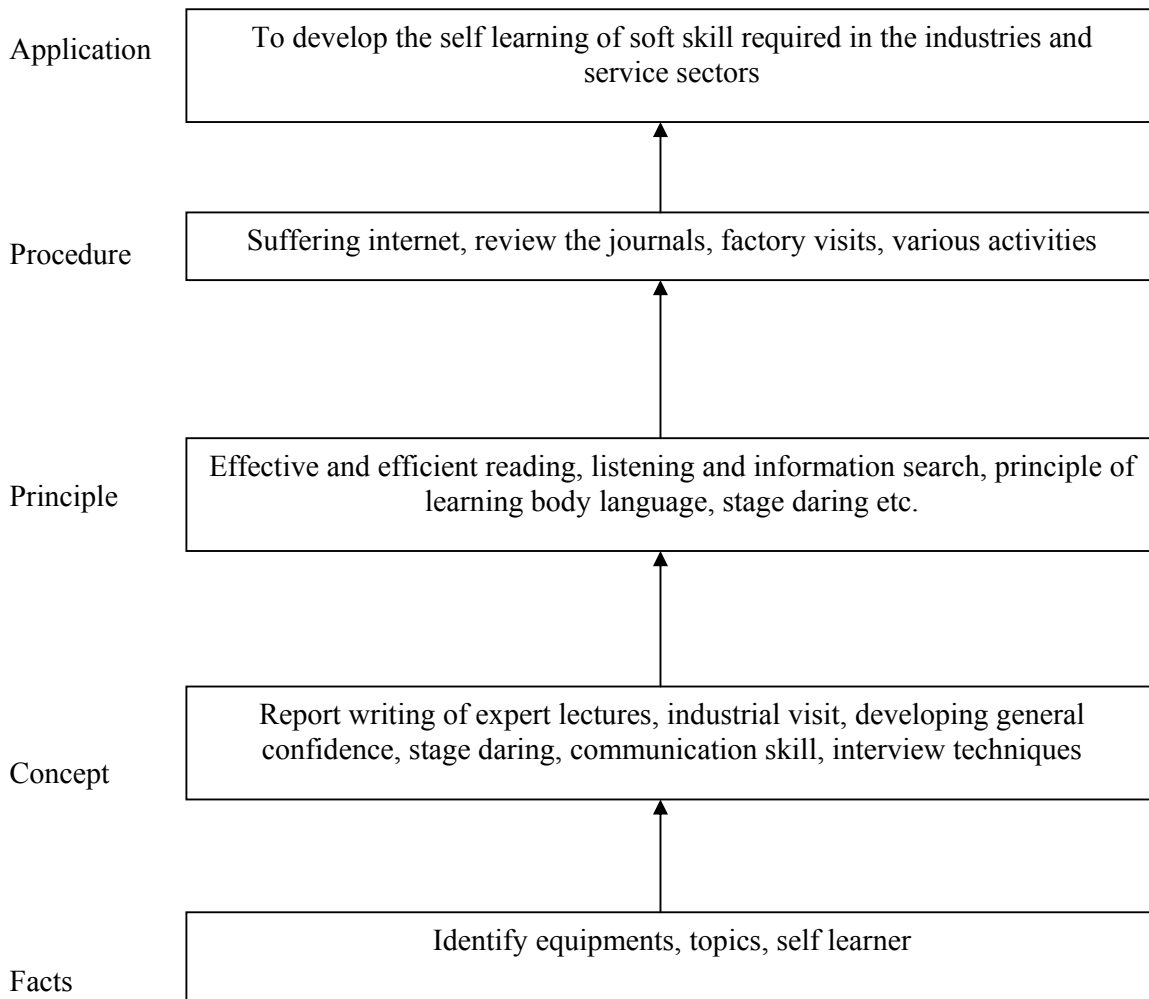 Application
To develop the self learning of soft skill required in the industries and
service sectors
Procedure
Suffering internet, review the journals, factory visits, various activities
Principle
Effective and efficient reading, listening and information search, principle of
learning body language, stage daring etc.
Concept
Report writing of expert lectures, industrial visit, developing general
confidence, stage daring, communication skill, interview techniques
Facts
Identify equipments, topics, self learner